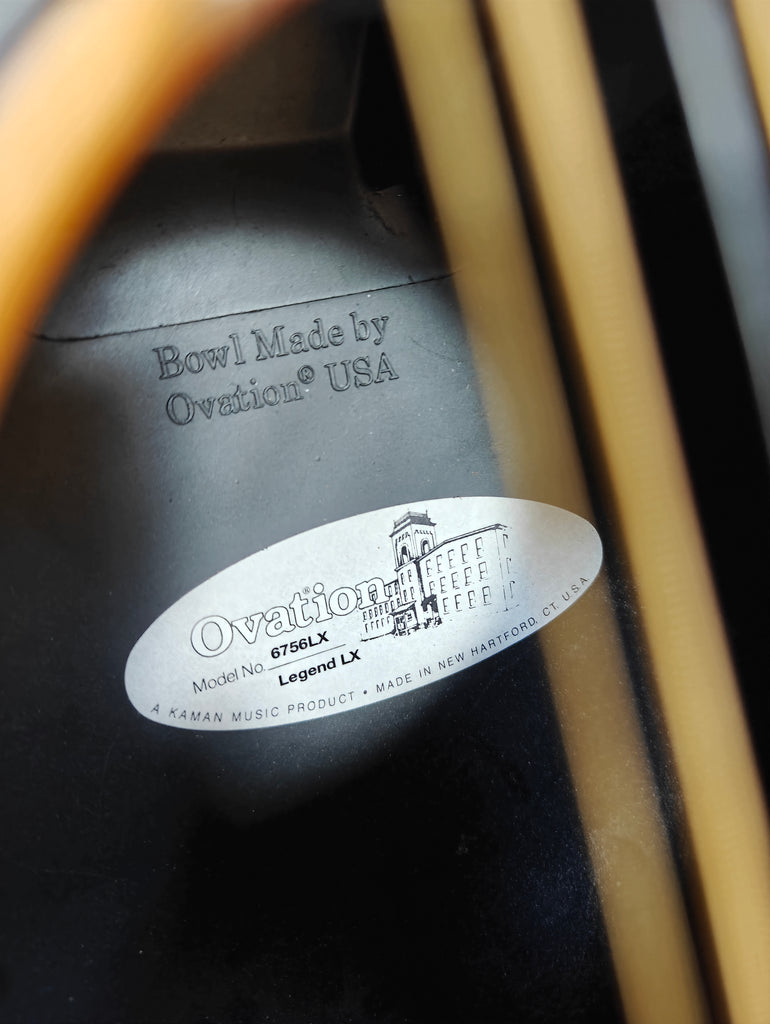 Bowl Made by
Ovation® USA
Ovation®
Model No. 6756LX
Legend LX
A KAMAN MUSIC PRODUCT • MADE IN NEW HARTFORD, CT. U.S.A